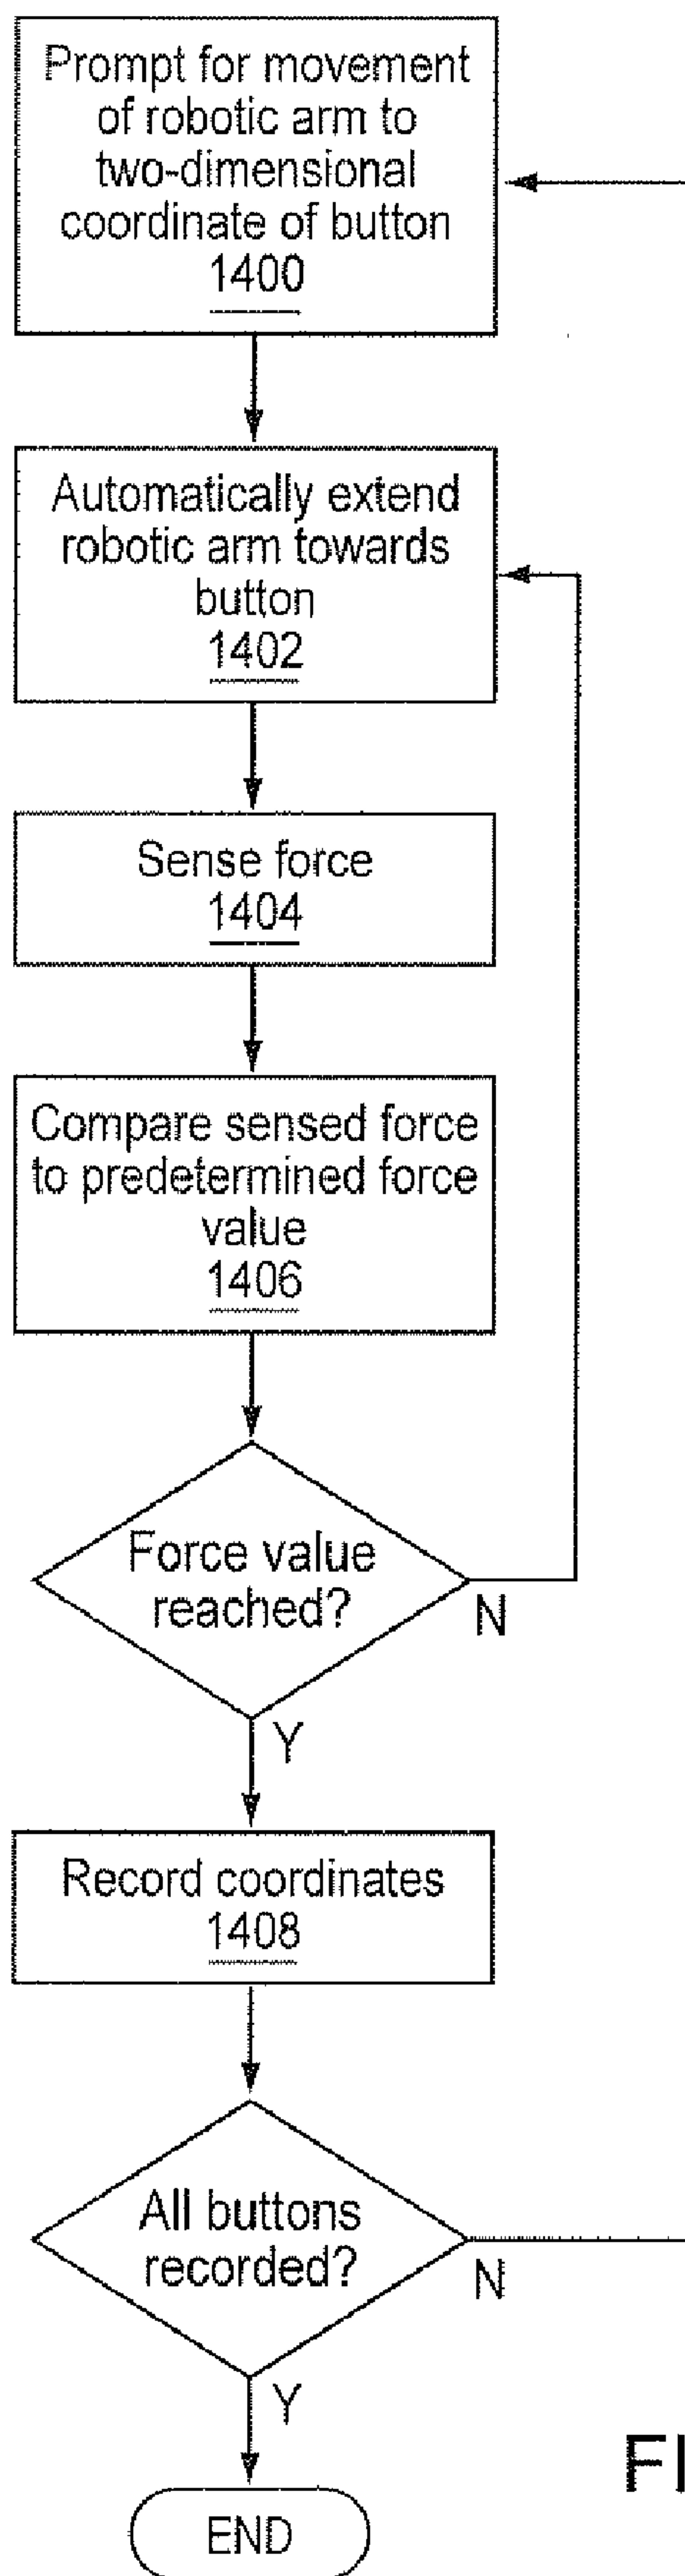 Prompt for movement
of robotic arm to
two-dimensional
coordinate of button
1400
Automatically extend
robotic arm towards
button
1402
Sense force
1404
Compare sensed force
to predetermined force
value
1406
Force value
reached?
N
Y
Record coordinates
1408
All buttons
recorded?
N
Y
END
FI